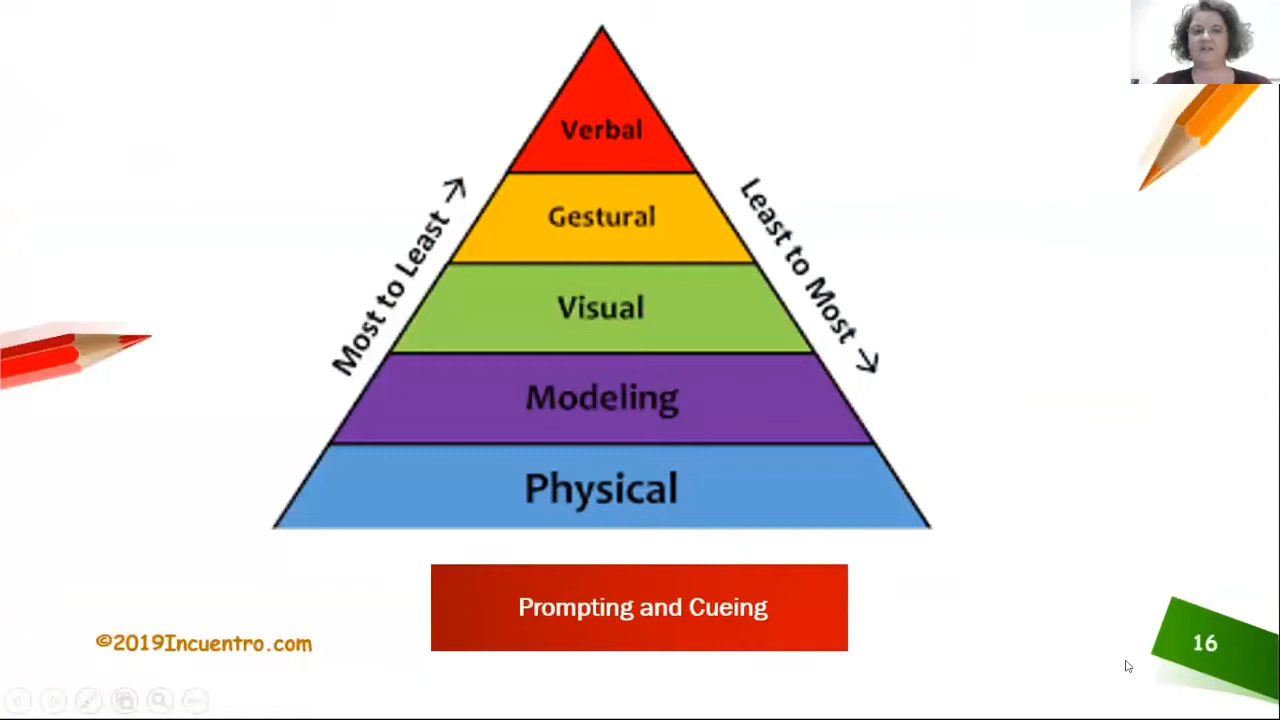 Verbal
Gestural
Most to Least →
Least to Most →
Visual
Modeling
Physical
Prompting and Cueing
©2019Incuentro.com
16